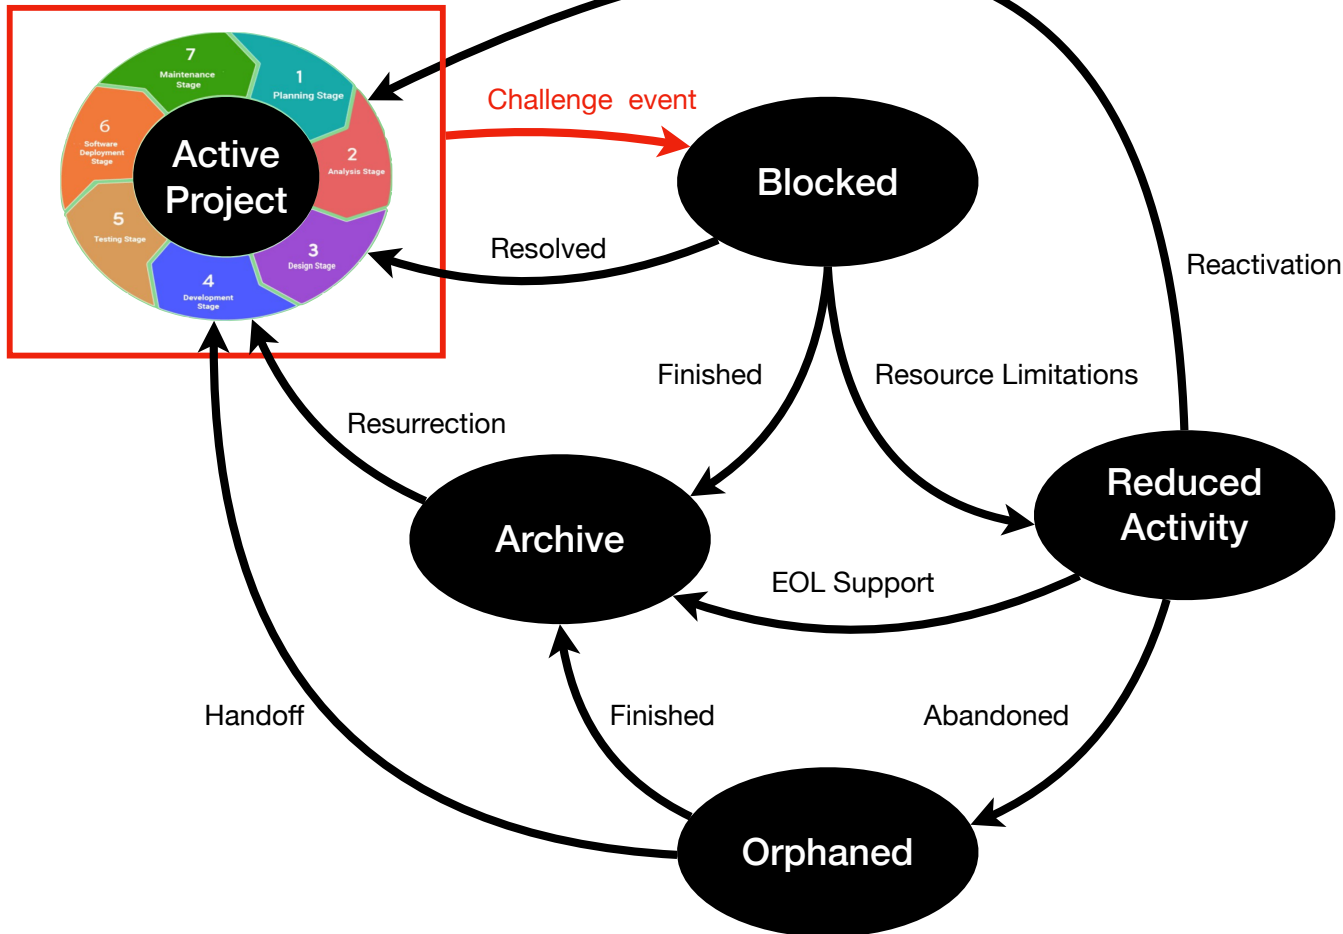 7
Maintenance
Stage
1
Planning Stage
2
Analysis Stage
3
Design Stage
4
Development
Stage
5
Testing Stage
6
Software
Deployment
Stage
Active
Project
Challenge event
Blocked
Resolved
Reactivation
Finished
Resource Limitations
Resurrection
Reduced
Activity
Archive
EOL Support
Handoff
Finished
Abandoned
Orphaned